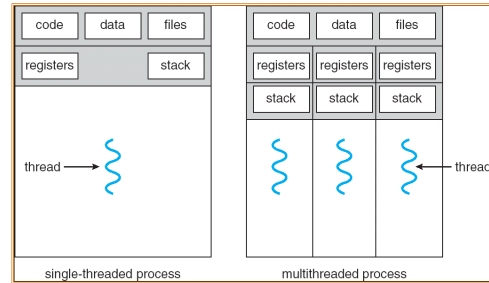 code data files code data files
registers stack registers registers registers
stack stack stack
thread thread
single-threaded process multithreaded process